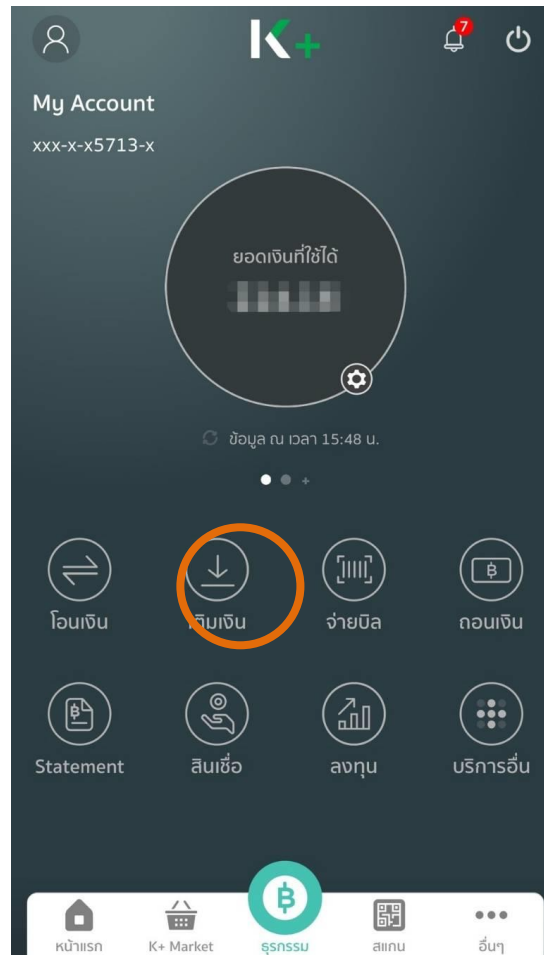 K+
7
My Account
xxx-x-x5713-x
ยอดเงินที่ใช้ได้
ข้อมูล ณ เวลา 15:48 น.
โอนเงิน เติมเงิน จ่ายบิล ถอนเงิน
Statement สินเชื่อ ลงทุน บริการอื่น
หน้าแรก K+ Market ธุรกรรม สแกน อื่นๆ